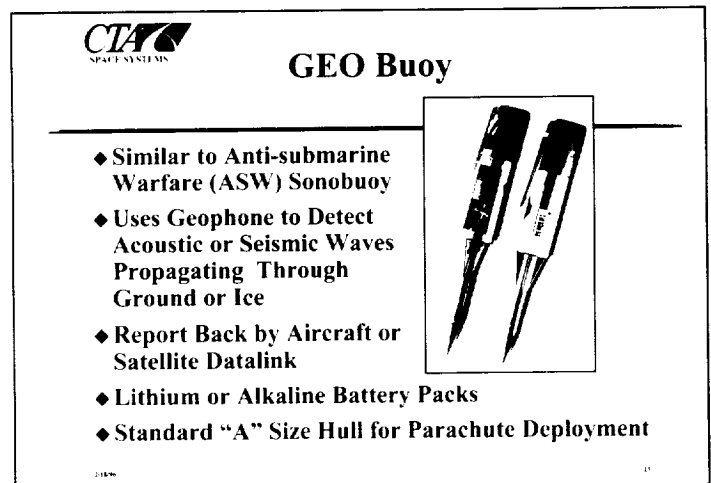 CTA
SPACE SYSTEMS
GEO Buoy
◆ Similar to Anti-submarine
Warfare (ASW) Sonobuoy
◆ Uses Geophone to Detect
Acoustic or Seismic Waves
Propagating Through
Ground or Ice
◆ Report Back by Aircraft or
Satellite Datalink
◆ Lithium or Alkaline Battery Packs
◆ Standard “A” Size Hull for Parachute Deployment